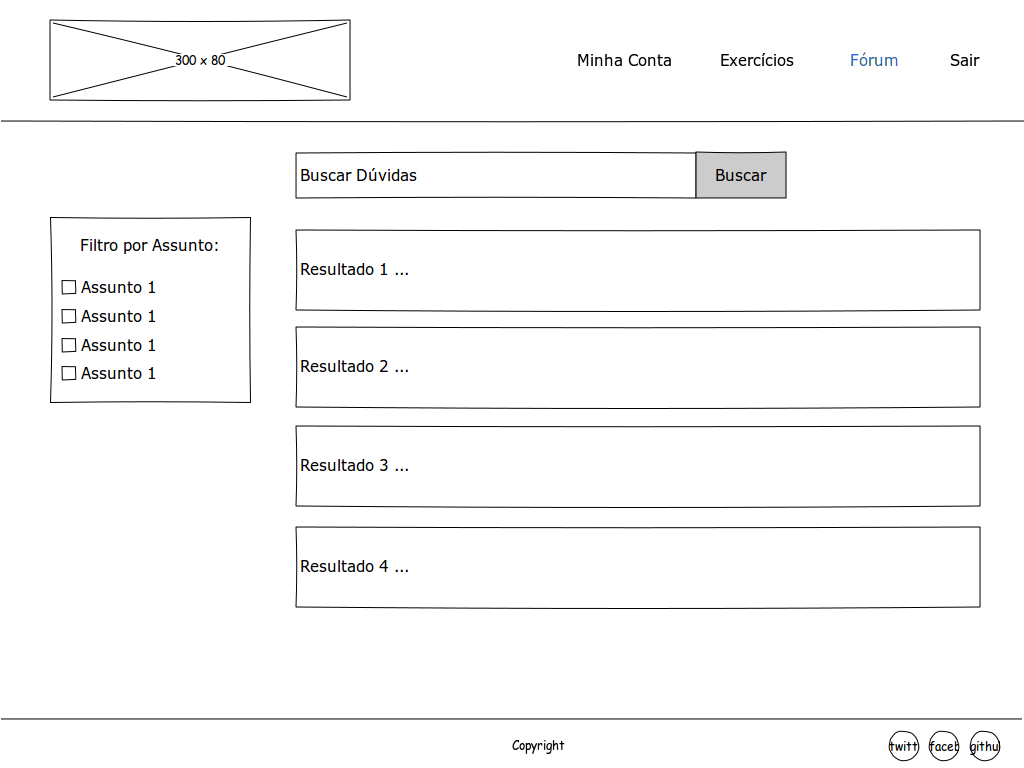 300 x 80
Minha Conta Exercícios Fórum Sair
Buscar Dúvidas Buscar
Filtro por Assunto:
Assunto 1
Assunto 1
Assunto 1
Assunto 1
Resultado 1 ...
Resultado 2 ...
Resultado 3 ...
Resultado 4 ...
Copyright
twitt faceb githu